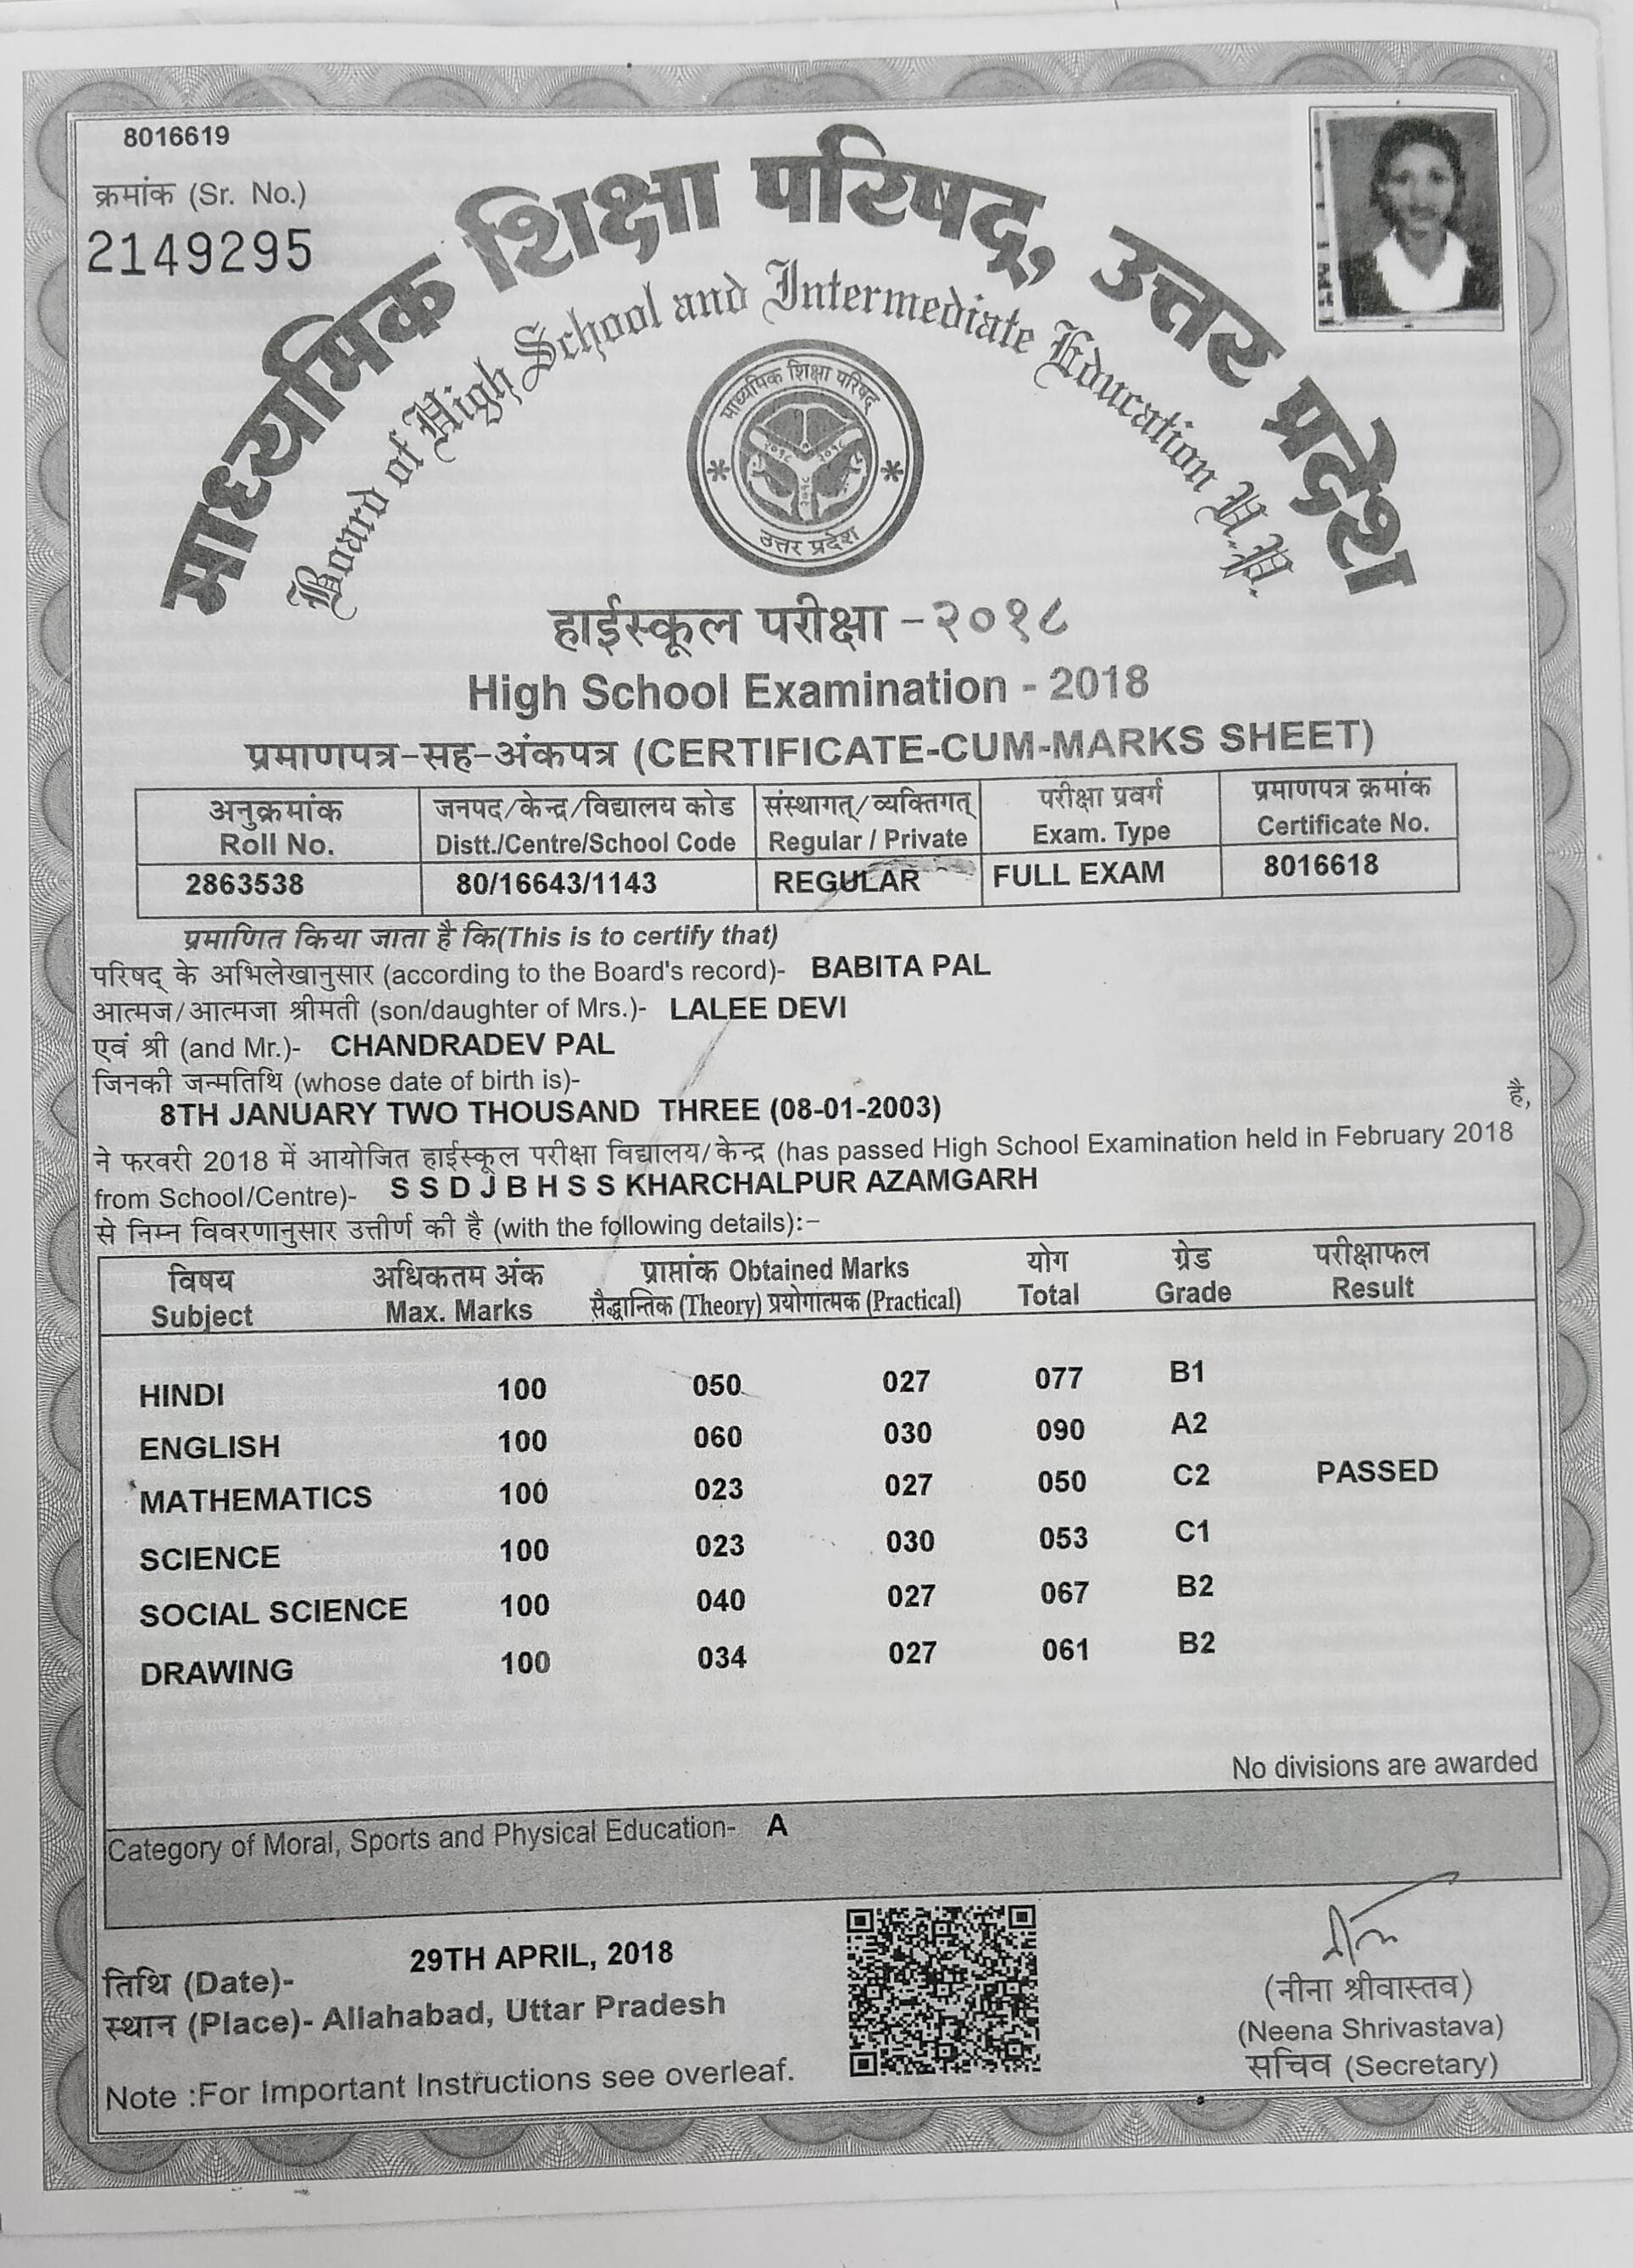 8016619
क्रमांक (Sr. No.)
2149295
माध्यमिक शिक्षा परिषद्, उत्तर प्रदेश
Board of High School and Intermediate Education U.P.
माध्यमिक शिक्षा परिषद्
२०१८ २०१८
२०१८
उत्तर प्रदेश
हाईस्कूल परीक्षा - २०१८
High School Examination - 2018
प्रमाणपत्र-सह-अंकपत्र (CERTIFICATE-CUM-MARKS SHEET)
अनुक्रमांक जनपद/केन्द्र/विद्यालय कोड संस्थागत्/व्यक्तिगत् परीक्षा प्रवर्ग प्रमाणपत्र क्रमांक
Roll No. Distt./Centre/School Code Regular / Private Exam. Type Certificate No.
2863538 80/16643/1143 REGULAR FULL EXAM 8016618
प्रमाणित किया जाता है कि(This is to certify that)
परिषद् के अभिलेखानुसार (according to the Board's record)- BABITA PAL
आत्मज/आत्मजा श्रीमती (son/daughter of Mrs.)- LALEE DEVI
एवं श्री (and Mr.)- CHANDRADEV PAL
जिनकी जन्मतिथि (whose date of birth is)-
8TH JANUARY TWO THOUSAND THREE (08-01-2003) है,
ने फरवरी 2018 में आयोजित हाईस्कूल परीक्षा विद्यालय/केन्द्र (has passed High School Examination held in February 2018
from School/Centre)- S S D J B H S S KHARCHALPUR AZAMGARH
से निम्न विवरणानुसार उत्तीर्ण की है (with the following details):-
विषय अधिकतम अंक प्राप्तांक Obtained Marks योग ग्रेड परीक्षाफल
Subject Max. Marks सैद्धान्तिक (Theory) प्रयोगात्मक (Practical) Total Grade Result
HINDI 100 050 027 077 B1
ENGLISH 100 060 030 090 A2
MATHEMATICS 100 023 027 050 C2 PASSED
SCIENCE 100 023 030 053 C1
SOCIAL SCIENCE 100 040 027 067 B2
DRAWING 100 034 027 061 B2
No divisions are awarded
Category of Moral, Sports and Physical Education- A
29TH APRIL, 2018
तिथि (Date)-
स्थान (Place)- Allahabad, Uttar Pradesh
Note :For Important Instructions see overleaf.
(नीना श्रीवास्तव)
(Neena Shrivastava)
सचिव (Secretary)